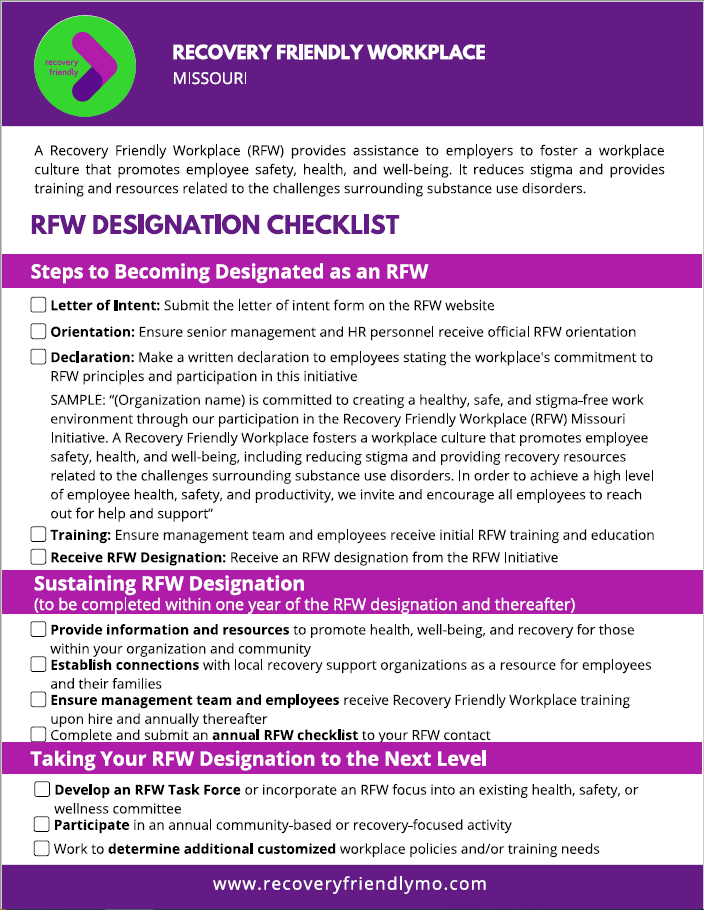 recovery
friendly
RECOVERY FRIENDLY WORKPLACE
MISSOURI
A Recovery Friendly Workplace (RFW) provides assistance to employers to foster a workplace
culture that promotes employee safety, health, and well-being. It reduces stigma and provides
training and resources related to the challenges surrounding substance use disorders.
RFW DESIGNATION CHECKLIST
Steps to Becoming Designated as an RFW
Letter of Intent: Submit the letter of intent form on the RFW website
Orientation: Ensure senior management and HR personnel receive official RFW orientation
Declaration: Make a written declaration to employees stating the workplace's commitment to
RFW principles and participation in this initiative
SAMPLE: “(Organization name) is committed to creating a healthy, safe, and stigma-free work
environment through our participation in the Recovery Friendly Workplace (RFW) Missouri
Initiative. A Recovery Friendly Workplace fosters a workplace culture that promotes employee
safety, health, and well-being, including reducing stigma and providing recovery resources
related to the challenges surrounding substance use disorders. In order to achieve a high level
of employee health, safety, and productivity, we invite and encourage all employees to reach
out for help and support”
Training: Ensure management team and employees receive initial RFW training and education
Receive RFW Designation: Receive an RFW designation from the RFW Initiative
Sustaining RFW Designation
(to be completed within one year of the RFW designation and thereafter)
Provide information and resources to promote health, well-being, and recovery for those
within your organization and community
Establish connections with local recovery support organizations as a resource for employees
and their families
Ensure management team and employees receive Recovery Friendly Workplace training
upon hire and annually thereafter
Complete and submit an annual RFW checklist to your RFW contact
Taking Your RFW Designation to the Next Level
Develop an RFW Task Force or incorporate an RFW focus into an existing health, safety, or
wellness committee
Participate in an annual community-based or recovery-focused activity
Work to determine additional customized workplace policies and/or training needs
www.recoveryfriendlymo.com